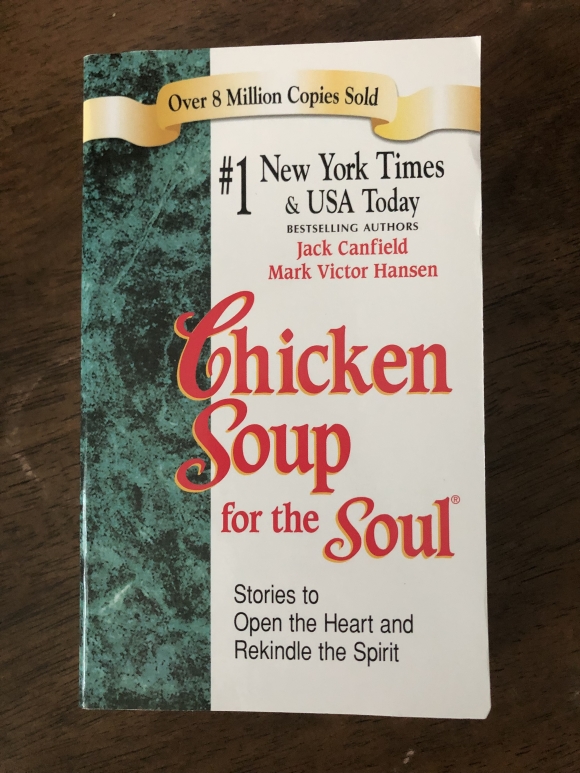 Over 8 Million Copies Sold
#1 New York Times
& USA Today
BESTSELLING AUTHORS
Jack Canfield
Mark Victor Hansen
Chicken
Soup
for the Soul®
Stories to
Open the Heart and
Rekindle the Spirit